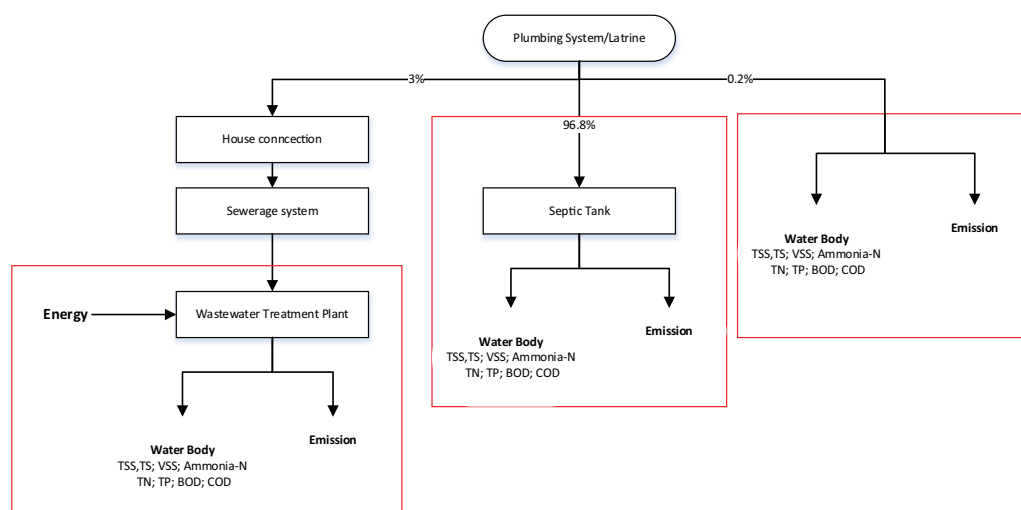 Plumbing System/Latrine
3%
0.2%
96.8%
House conncection
Sewerage system
Septic Tank
Water Body
TSS,TS; VSS; Ammonia-N
TN; TP; BOD; COD
Emission
Energy
Wastewater Treatment Plant
Water Body
TSS,TS; VSS; Ammonia-N
TN; TP; BOD; COD
Emission
Water Body
TSS,TS; VSS; Ammonia-N
TN; TP; BOD; COD
Emission